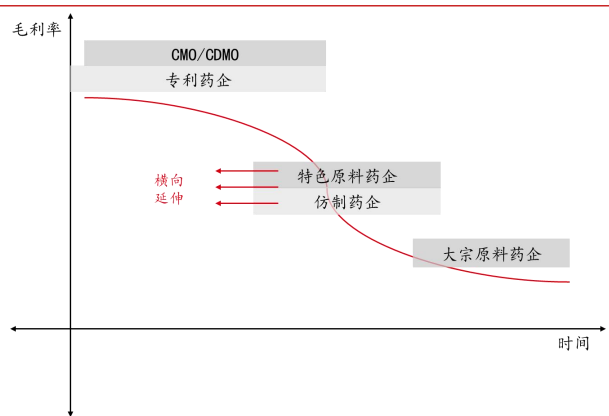 毛利率
CMO/CDMO
专利药企
横向
延伸
特色原料药企
仿制药企
大宗原料药企
时间